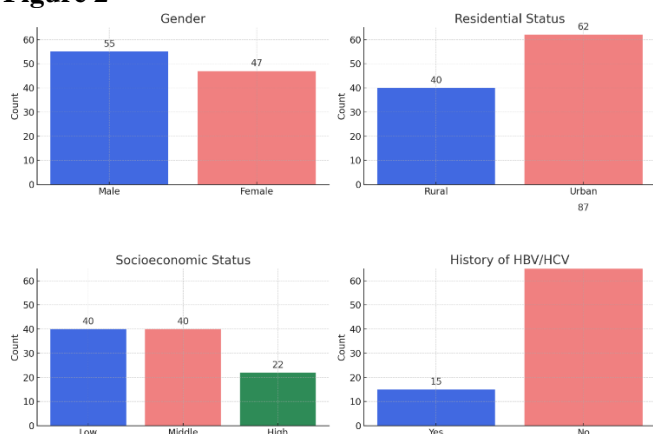 Figure 2
Gender
Count
60
50
40
30
20
10
0
55
47
Male
Female
Residential Status
Count
60
50
40
30
20
10
0
40
62
Rural
Urban
87
Socioeconomic Status
Count
60
50
40
30
20
10
0
40
40
22
Low
Middle
High
History of HBV/HCV
Count
60
50
40
30
20
10
0
15
Yes
No